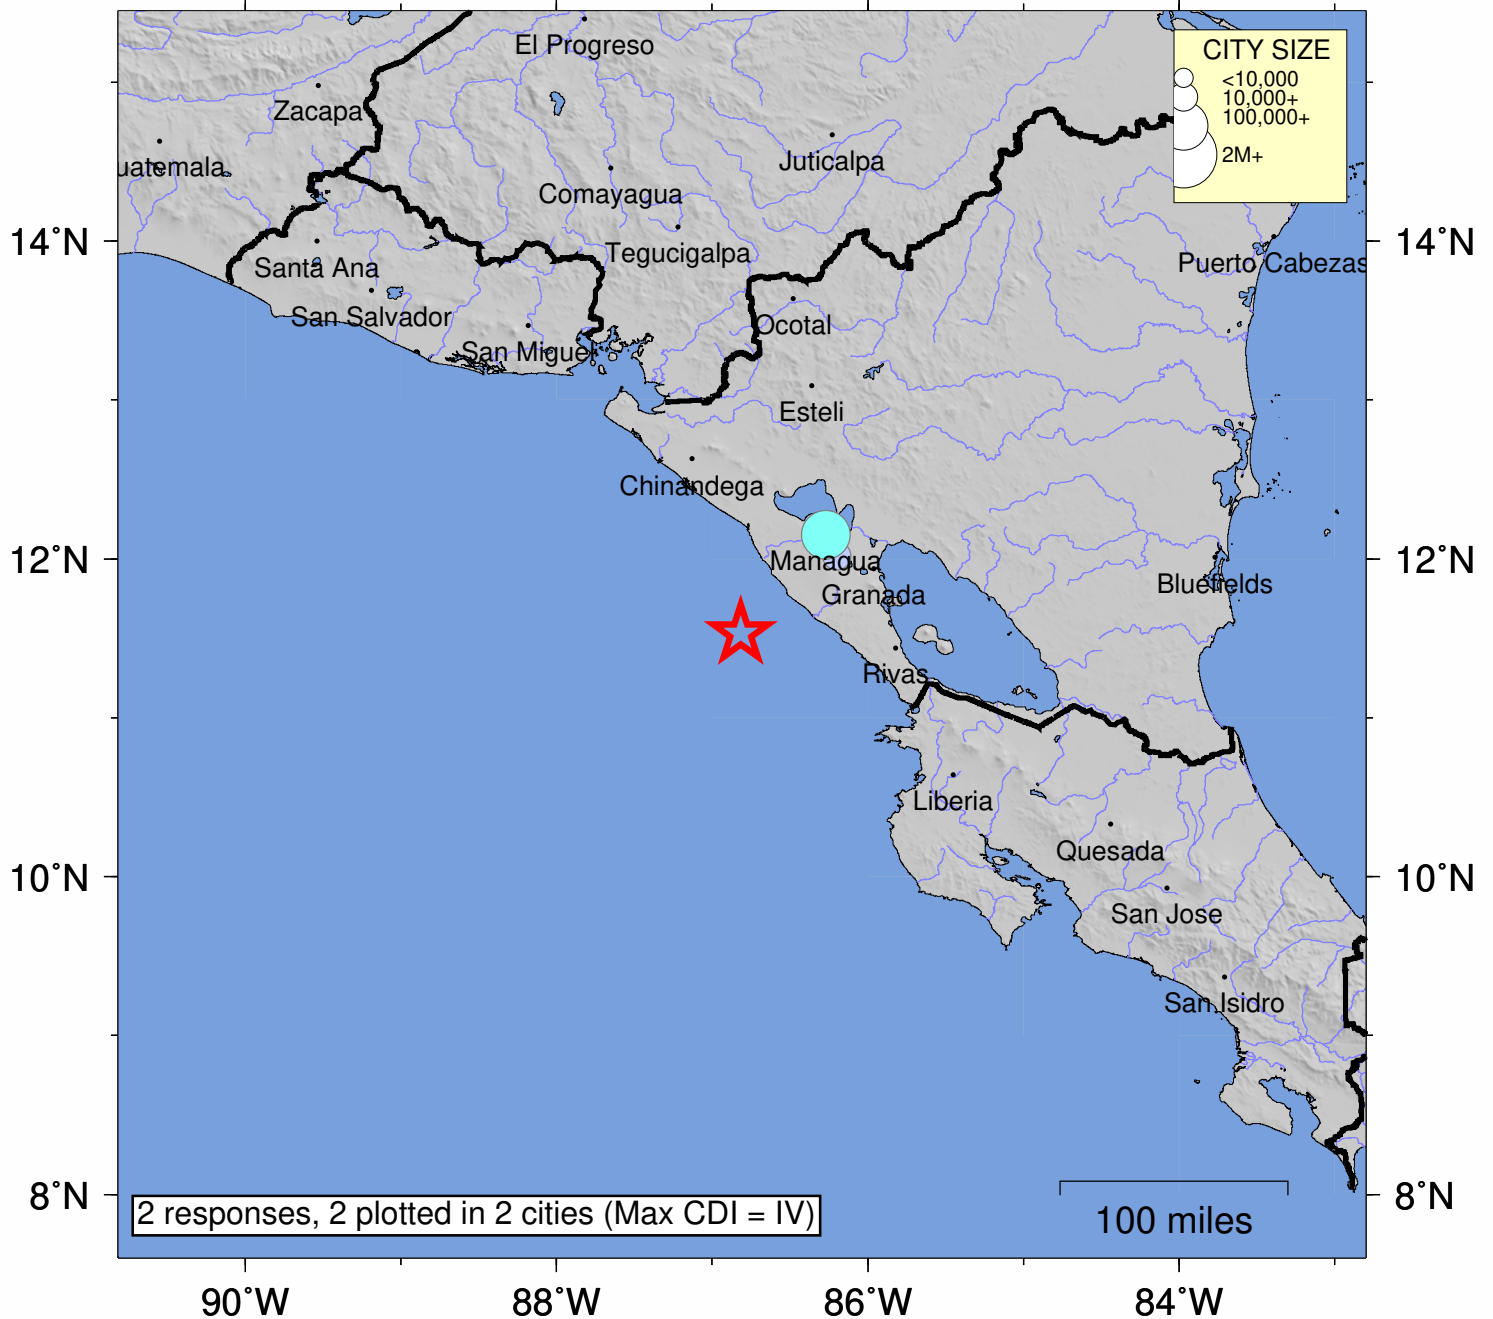 CITY SIZE
<10,000
10,000+
100,000+
2M+
El Progreso
Zacapa
uatemala
Juticalpa
Comayagua
Tegucigalpa
14°N
14°N
Santa Ana
Puerto Cabezas
San Salvador
Ocotal
San Miguel
Esteli
Chinandega
12°N
12°N
Managua
Bluefields
Granada
Rivas
Liberia
Quesada
10°N
10°N
San Jose
San Isidro
8°N
8°N
2 responses, 2 plotted in 2 cities (Max CDI = IV)
100 miles
90°W
88°W
86°W
84°W